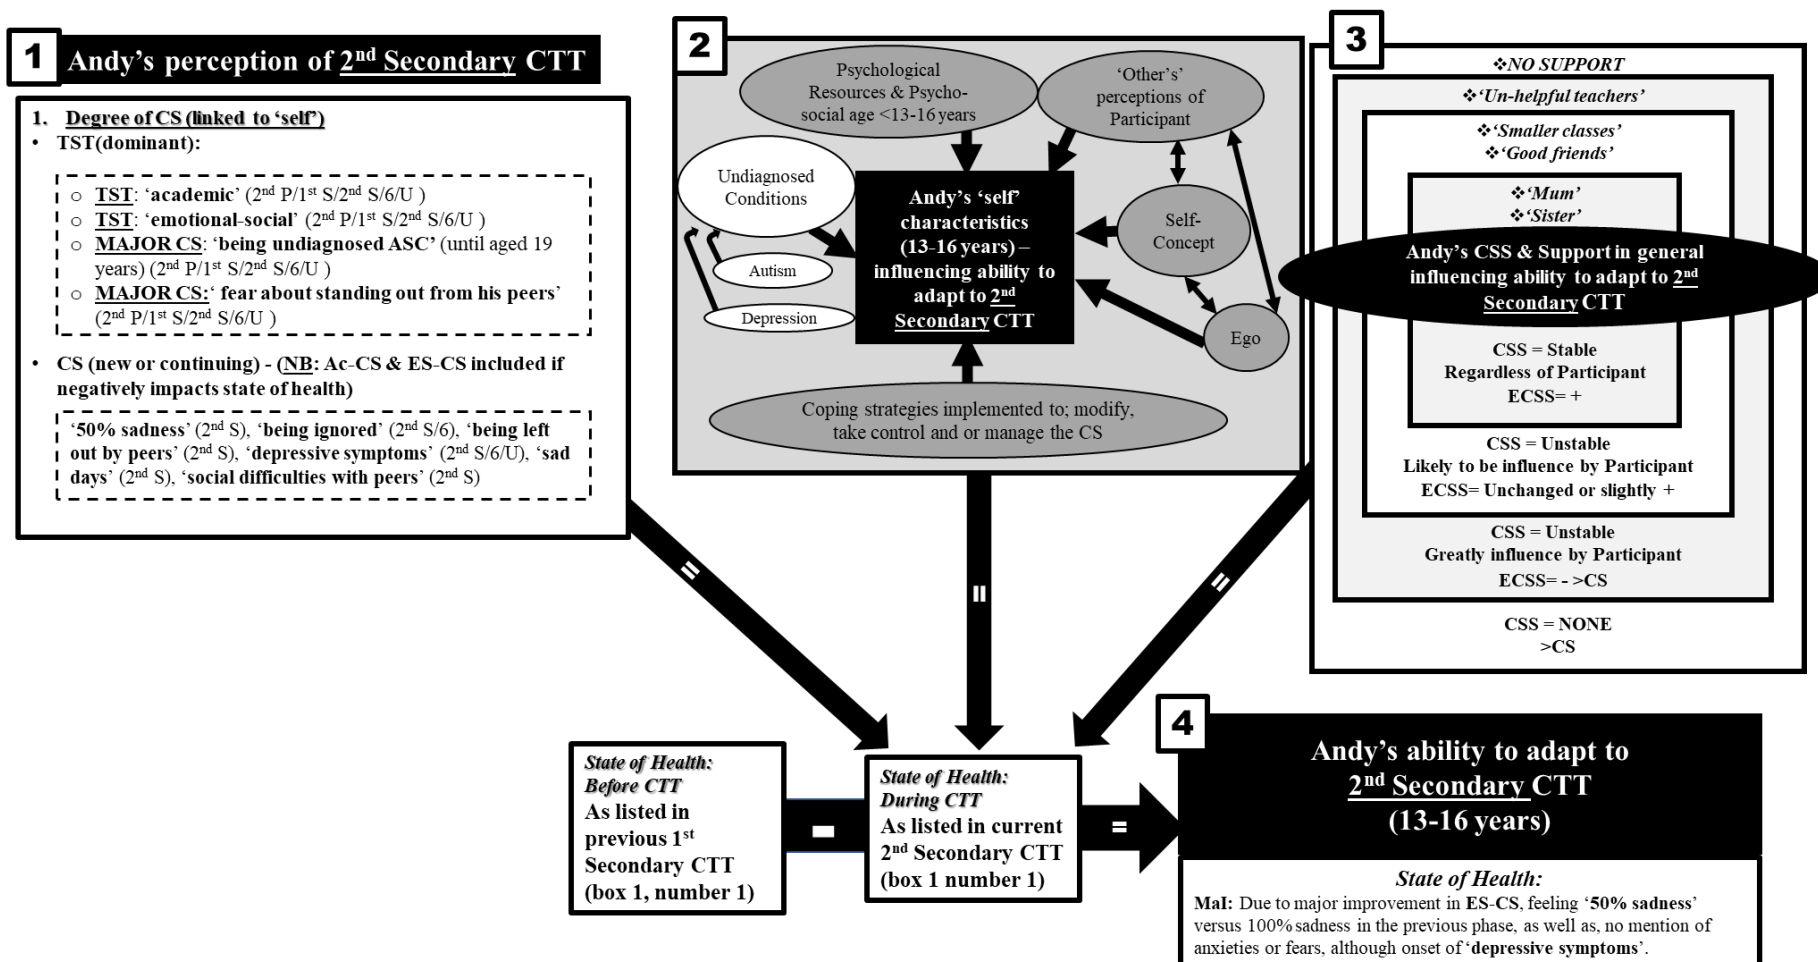 1
Andy's perception of 2nd Secondary CTT
1. Degree of CS (linked to 'self')
• TST(dominant):
o TST: 'academic' (2nd P/1st S/2nd S/6/U )
o TST: 'emotional-social' (2nd P/1st S/2nd S/6/U )
o MAJOR CS: 'being undiagnosed ASC' (until aged 19
years) (2nd P/1st S/2nd S/6/U )
o MAJOR CS:' fear about standing out from his peers'
(2nd P/1st S/2nd S/6/U )
• CS (new or continuing) - (NB: Ac-CS & ES-CS included if
negatively impacts state of health)
'50% sadness' (2nd S), 'being ignored' (2nd S/6), 'being left
out by peers' (2nd S), 'depressive symptoms' (2nd S/6/U), 'sad
days' (2nd S), 'social difficulties with peers' (2nd S)
2
Psychological
Resources & Psycho-
social age <13-16 years
'Other's'
perceptions of
Participant
Undiagnosed
Conditions
Autism
Depression
Andy's 'self'
characteristics
(13-16 years) –
influencing ability to
adapt to 2nd
Secondary CTT
Self-
Concept
Ego
Coping strategies implemented to; modify,
take control and or manage the CS
3
❖NO SUPPORT
❖'Un-helpful teachers'
❖'Smaller classes'
❖'Good friends'
❖'Mum'
❖'Sister'
Andy's CSS & Support in general
influencing ability to adapt to 2nd
Secondary CTT
CSS = Stable
Regardless of Participant
ECSS= +
CSS = Unstable
Likely to be influence by Participant
ECSS= Unchanged or slightly +
CSS = Unstable
Greatly influence by Participant
ECSS= - >CS
CSS = NONE
>CS
=
=
=
State of Health:
Before CTT
As listed in
previous 1st
Secondary CTT
(box 1, number 1)
-
State of Health:
During CTT
As listed in current
2nd Secondary CTT
(box 1 number 1)
=
4
Andy's ability to adapt to
2nd Secondary CTT
(13-16 years)
State of Health:
MaI: Due to major improvement in ES-CS, feeling '50% sadness'
versus 100% sadness in the previous phase, as well as, no mention of
anxieties or fears, although onset of 'depressive symptoms'.